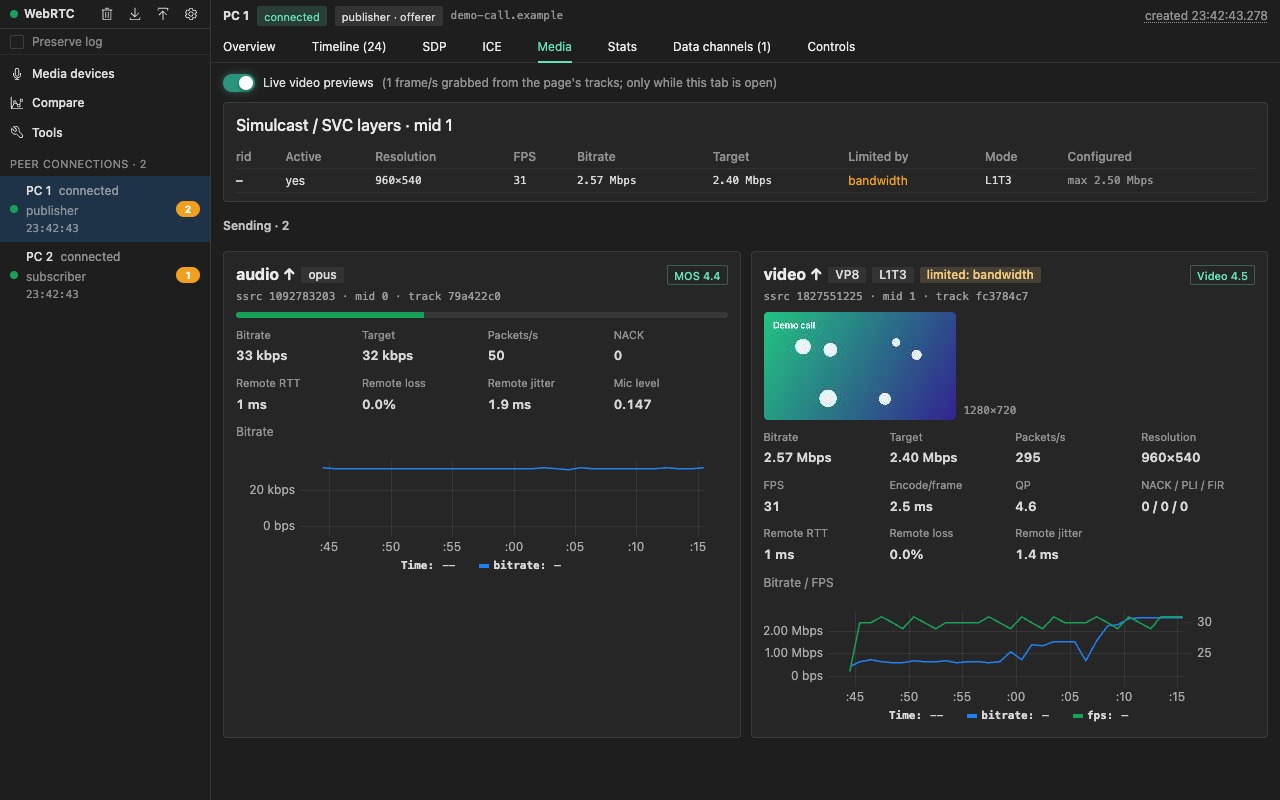 WebRTC
Preserve log
Media devices
Compare
Tools
PEER CONNECTIONS · 2
PC 1 connected
publisher
2
23:42:43
PC 2 connected
subscriber
1
23:42:43
PC 1 connected publisher · offerer demo-call.example
created 23:42:43.278
Overview Timeline (24) SDP ICE Media Stats Data channels (1) Controls
Live video previews (1 frame/s grabbed from the page's tracks; only while this tab is open)
Simulcast / SVC layers · mid 1
rid Active Resolution FPS Bitrate Target Limited by Mode Configured
– yes 960×540 31 2.57 Mbps 2.40 Mbps bandwidth L1T3 max 2.50 Mbps
Sending · 2
audio ↑ opus MOS 4.4
ssrc 1092783203 · mid 0 · track 79a422c0
Bitrate Target Packets/s NACK
33 kbps 32 kbps 50 0
Remote RTT Remote loss Remote jitter Mic level
1 ms 0.0% 1.9 ms 0.147
Bitrate
20 kbps
0 bps
:45 :50 :55 :00 :05 :10 :15
Time: –– bitrate: –
video ↑ VP8 L1T3 limited: bandwidth Video 4.5
ssrc 1827551225 · mid 1 · track fc3784c7
Demo call
1280×720
Bitrate Target Packets/s Resolution
2.57 Mbps 2.40 Mbps 295 960×540
FPS Encode/frame QP NACK / PLI / FIR
31 2.5 ms 4.6 0 / 0 / 0
Remote RTT Remote loss Remote jitter
1 ms 0.0% 1.4 ms
Bitrate / FPS
2.00 Mbps 30
1.00 Mbps 25
0 bps
:45 :50 :55 :00 :05 :10 :15
Time: –– bitrate: – fps: –